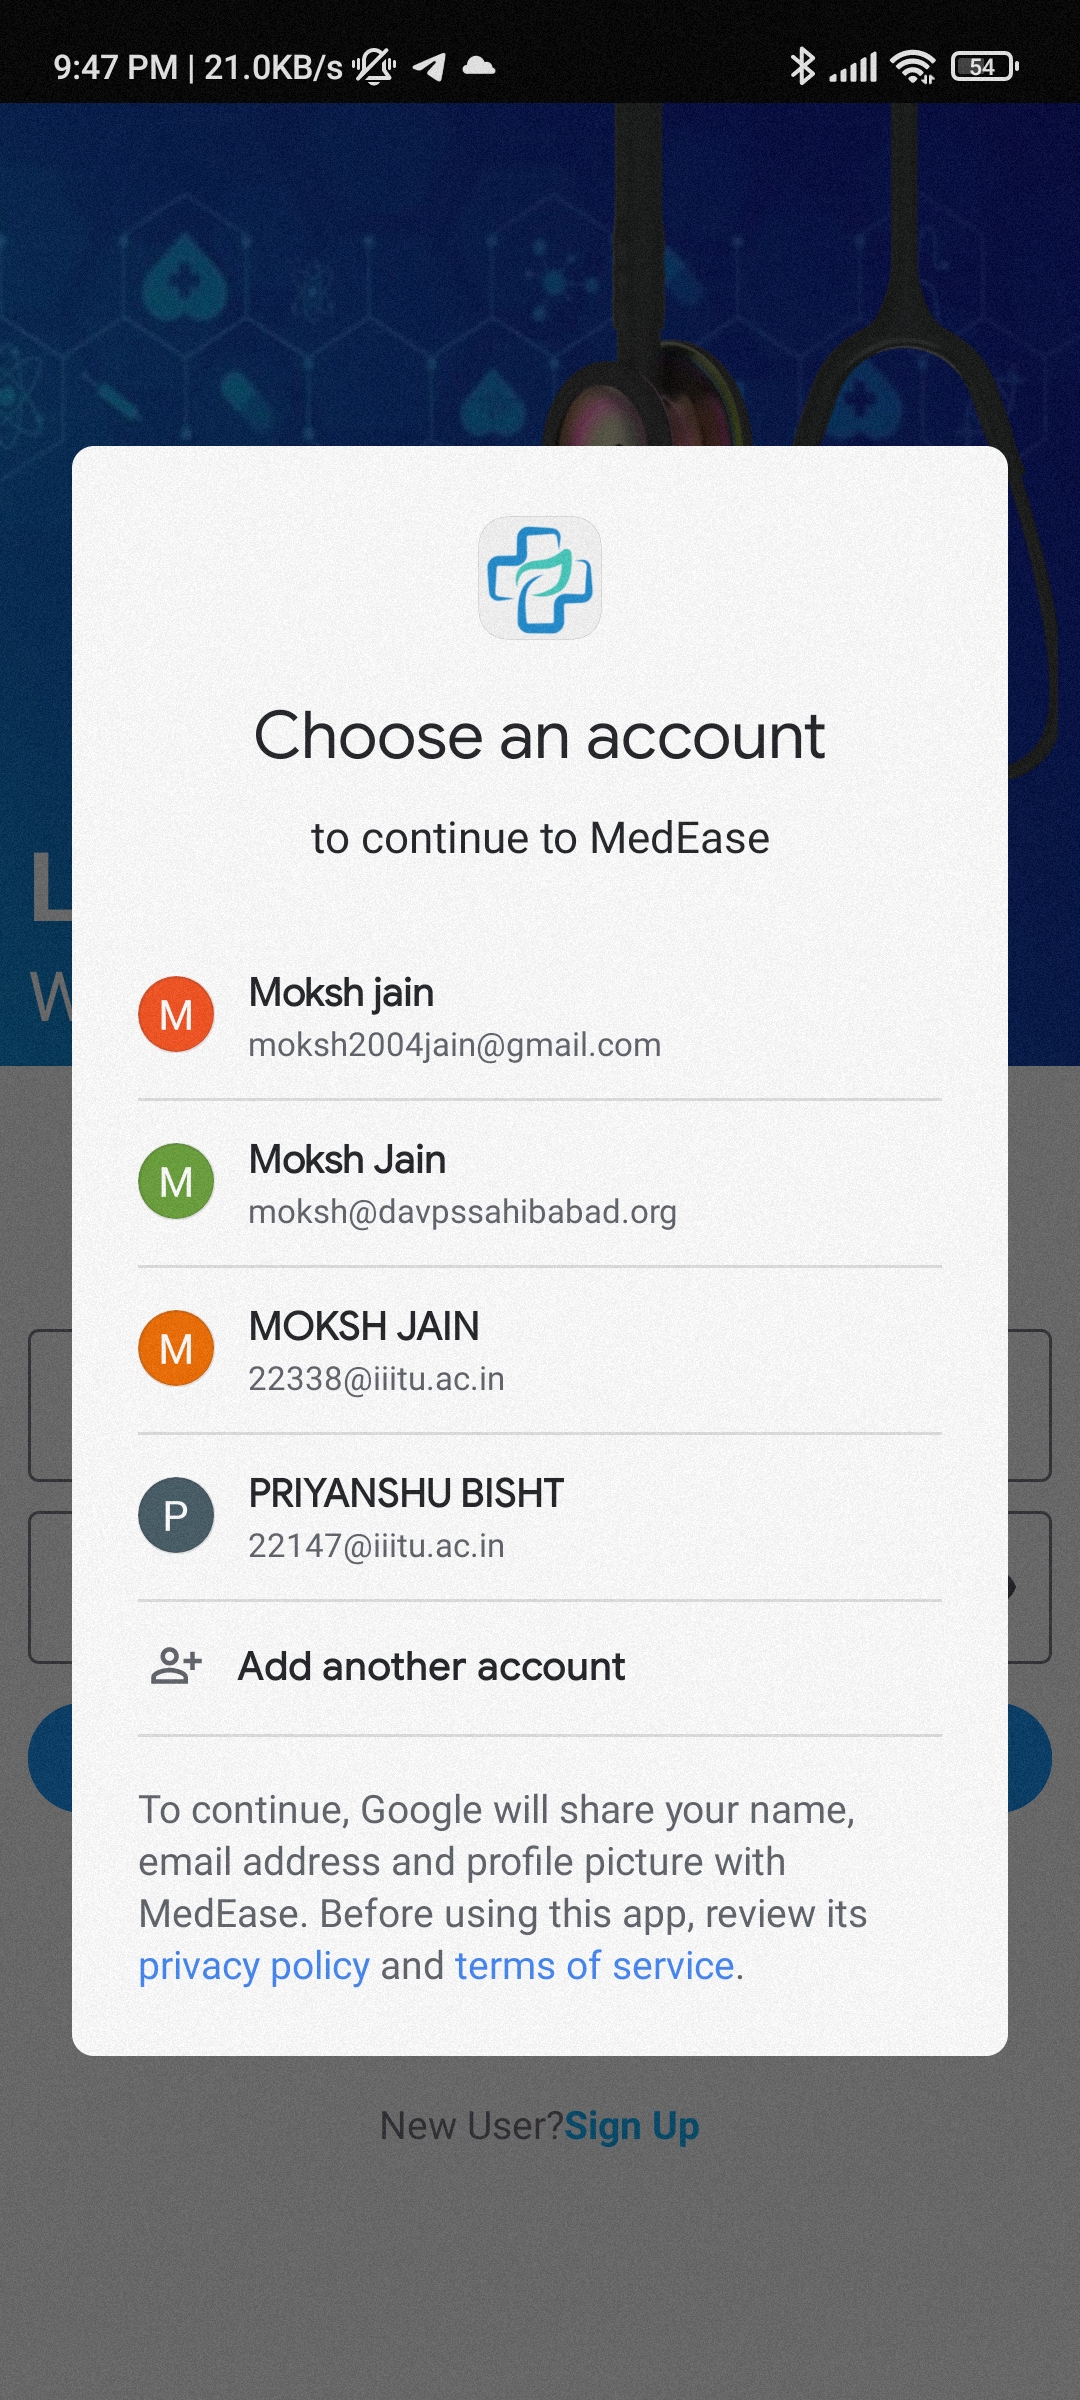 9:47 PM | 21.0KB/s
54
Choose an account
to continue to MedEase
L
W
M
Moksh jain
moksh2004jain@gmail.com
M
Moksh Jain
moksh@davpssahibabad.org
M
MOKSH JAIN
22338@iiitu.ac.in
P
PRIYANSHU BISHT
22147@iiitu.ac.in
Add another account
To continue, Google will share your name,
email address and profile picture with
MedEase. Before using this app, review its
privacy policy and terms of service.
New User?Sign Up